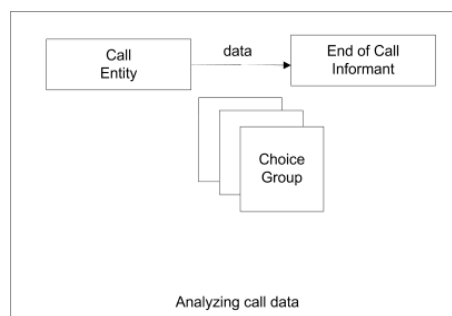 Call
Entity
data
End of Call
Informant
Choice
Group
Analyzing call data